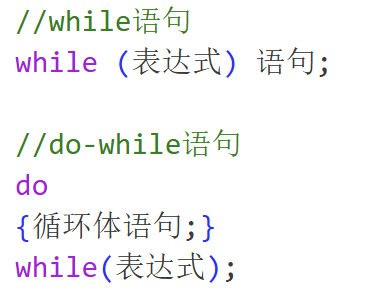 //while语句
while (表达式) 语句;
//do-while语句
do
{循环体语句;}
while(表达式);